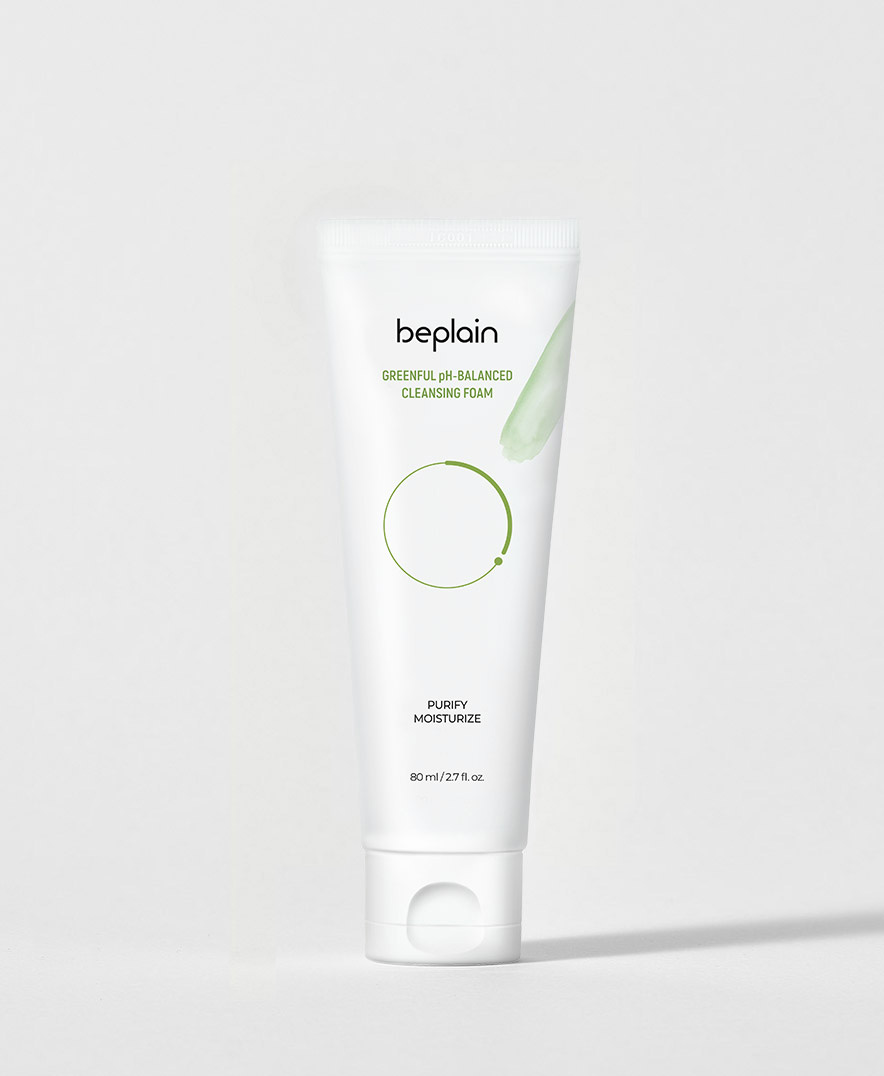 beplain
GREENFUL pH-BALANCED
CLEANSING FOAM
PURIFY
MOISTURIZE
80 ml / 2.7 fl. oz.